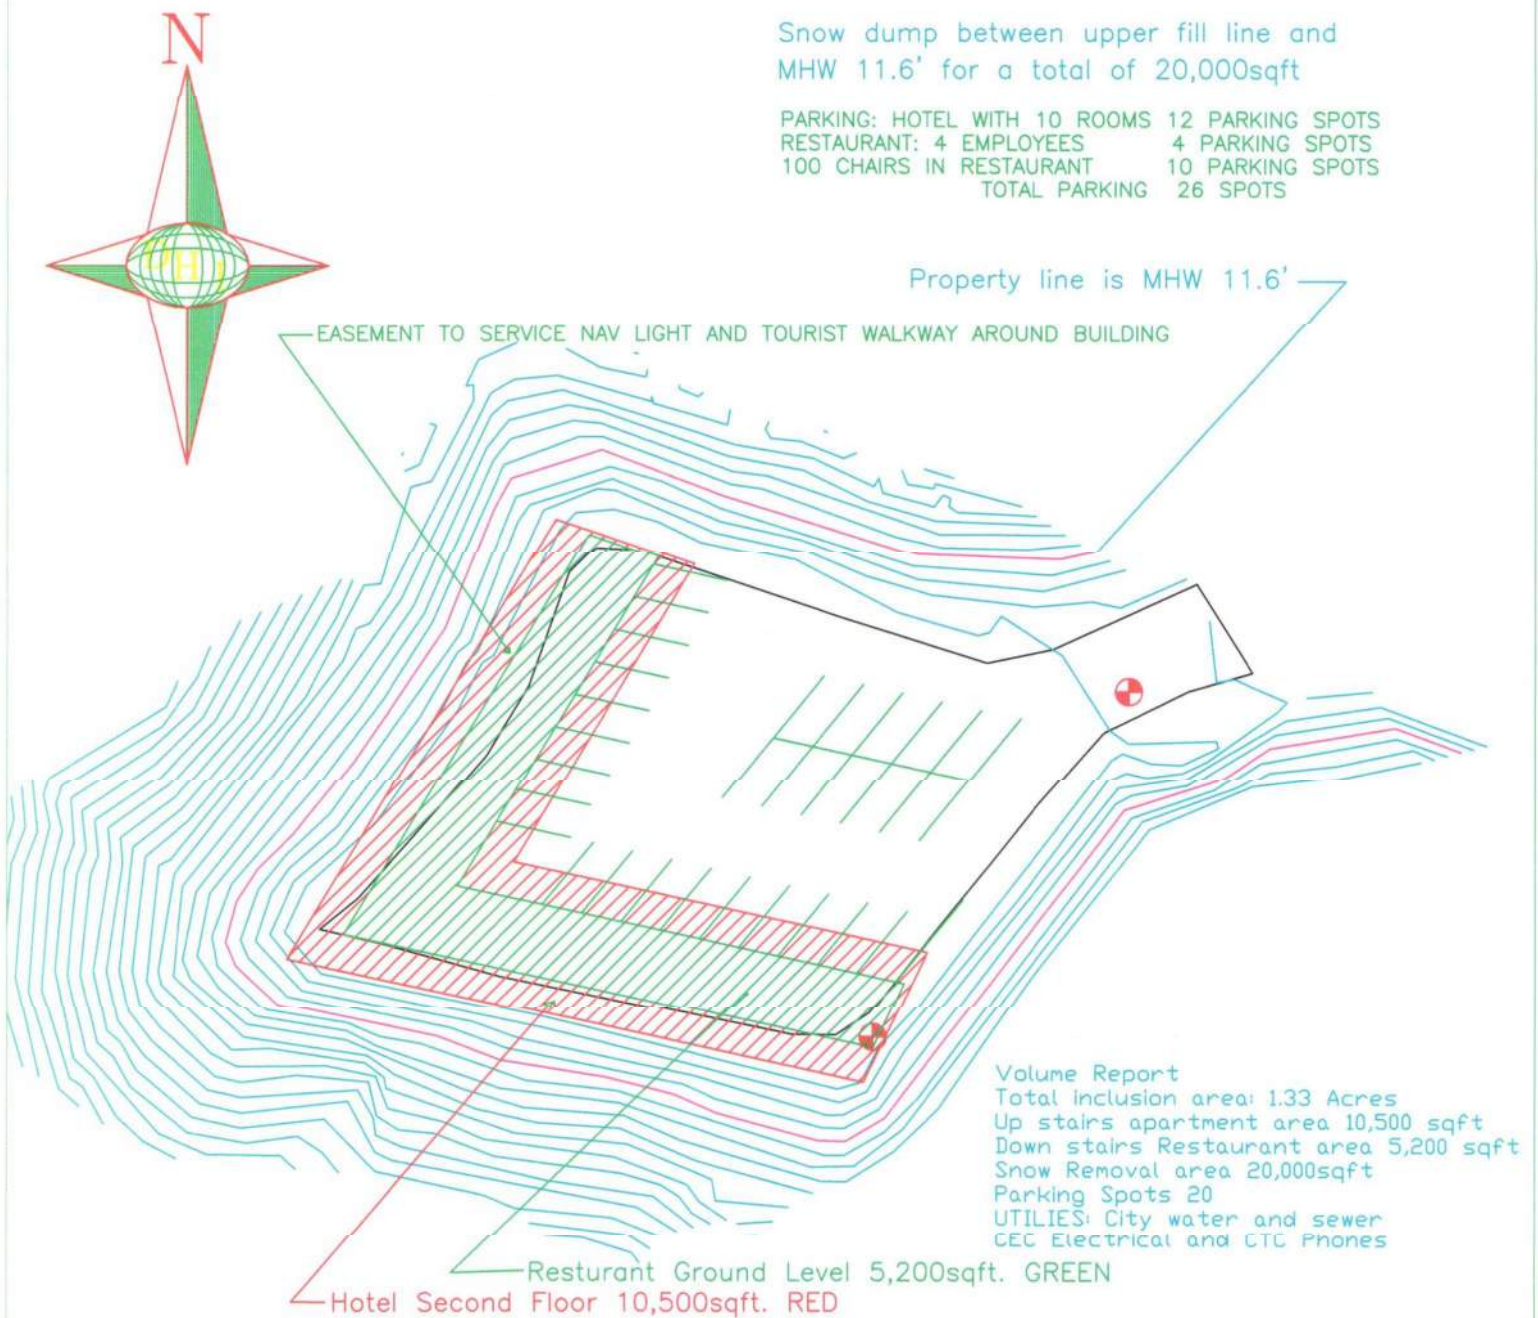 N
Snow dump between upper fill line and
MHW 11.6' for a total of 20,000sqft
PARKING: HOTEL WITH 10 ROOMS 12 PARKING SPOTS
RESTAURANT: 4 EMPLOYEES 4 PARKING SPOTS
100 CHAIRS IN RESTAURANT 10 PARKING SPOTS
TOTAL PARKING 26 SPOTS
Property line is MHW 11.6'
EASEMENT TO SERVICE NAV LIGHT AND TOURIST WALKWAY AROUND BUILDING
Volume Report
Total inclusion area: 1.33 Acres
Up stairs apartment area 10,500 sqft
Down stairs Restaurant area 5,200 sqft
Snow Removal area 20,000sqft
Parking Spots 20
UTILIES: City water and sewer
CEC Electrical and CTC Phones
Resturant Ground Level 5,200sqft. GREEN
Hotel Second Floor 10,500sqft. RED